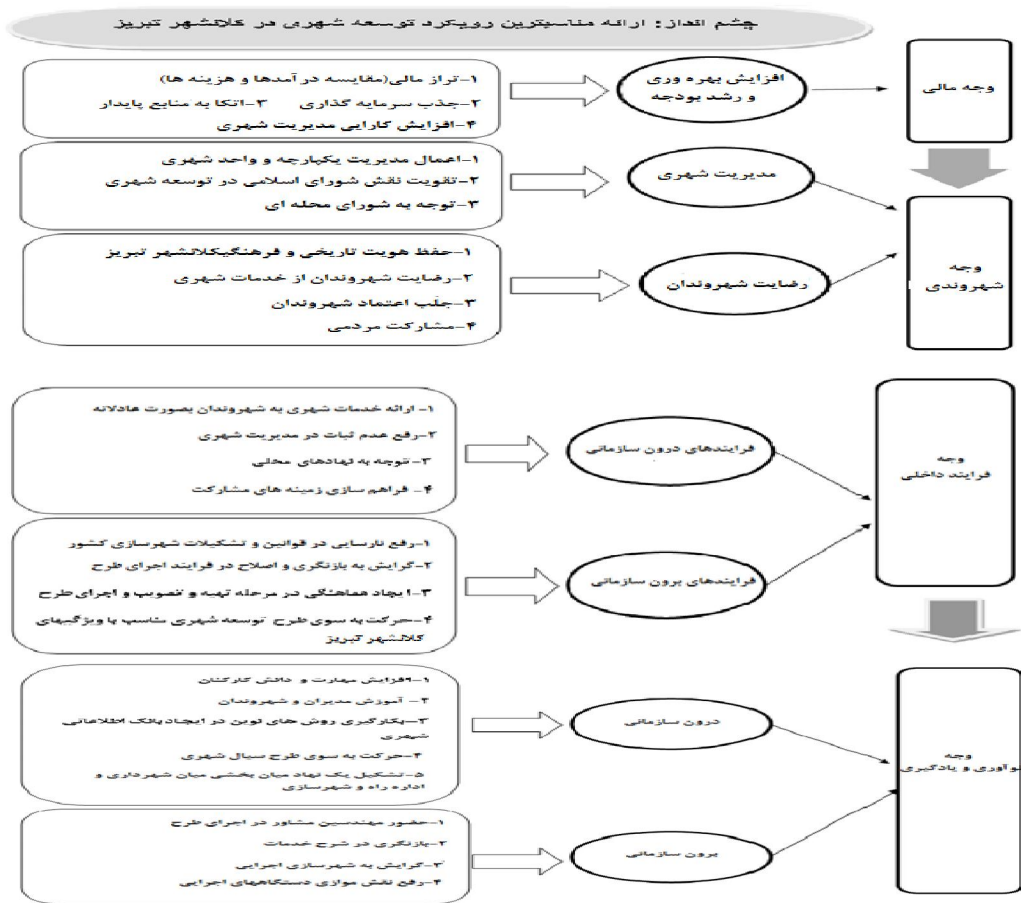 چشم انداز: ارائه مناسبترین رویکرد توسعه شهری در کلانشهر تبریز
وجه مالی
افزایش بهره وری
و رشد بودجه
۱-تراز مالی(مقایسه درآمدها و هزینه ها)
۲-جذب سرمایه گذاری ۳-اتکا به منابع پایدار
۴-افزایش کارایی مدیریت شهری
وجه
شهروندی
مدیریت شهری
۱-اعمال مدیریت یکپارچه و واحد شهری
۲-تقویت نقش شورای اسلامی در توسعه شهری
۳-توجه به شورای محله ای
رضایت شهروندان
۱-حفظ هویت تاریخی و فرهنگیکلانشهر تبریز
۲-رضایت شهروندان از خدمات شهری
۳-جلب اعتماد شهروندان
۴-مشارکت مردمی
وجه
فرایند داخلی
فرایندهای درون سازمانی
۱- ارائه خدمات شهری به شهروندان بصورت عادلانه
۲-رفع عدم ثبات در مدیریت شهری
۳- توجه به نهادهای محلی
۴- فراهم سازی زمینه های مشارکت
فرایندهای برون سازمانی
۱-رفع نارسایی در قوانین و تشکیلات شهرسازی کشور
۲-گرایش به بازنگری و اصلاح در فرایند اجرای طرح
۳-ایجاد هماهنگی در مرحله تهیه و تصویب و اجرای طرح
۴-حرکت به سوی طرح توسعه شهری مناسب با ویژگیهای
کلانشهر تبریز
وجه
نوآوری و یادگیری
درون سازمانی
۱-افزایش مهارت و دانش کارکنان
۲- آموزش مدیران و شهروندان
۳-بکارگیری روش های نوین در ایجاد بانک اطلاعاتی
شهری
۴-حرکت به سوی طرح سیال شهری
۵-تشکیل یک نهاد میان بخشی میان شهرداری و
اداره راه و شهرسازی
برون سازمانی
۱-حضور مهندسین مشاور در اجرای طرح
۲-بازنگری در شرح خدمات
۳-گرایش به شهرسازی اجرایی
۴-رفع نقش موازی دستگاههای اجرایی